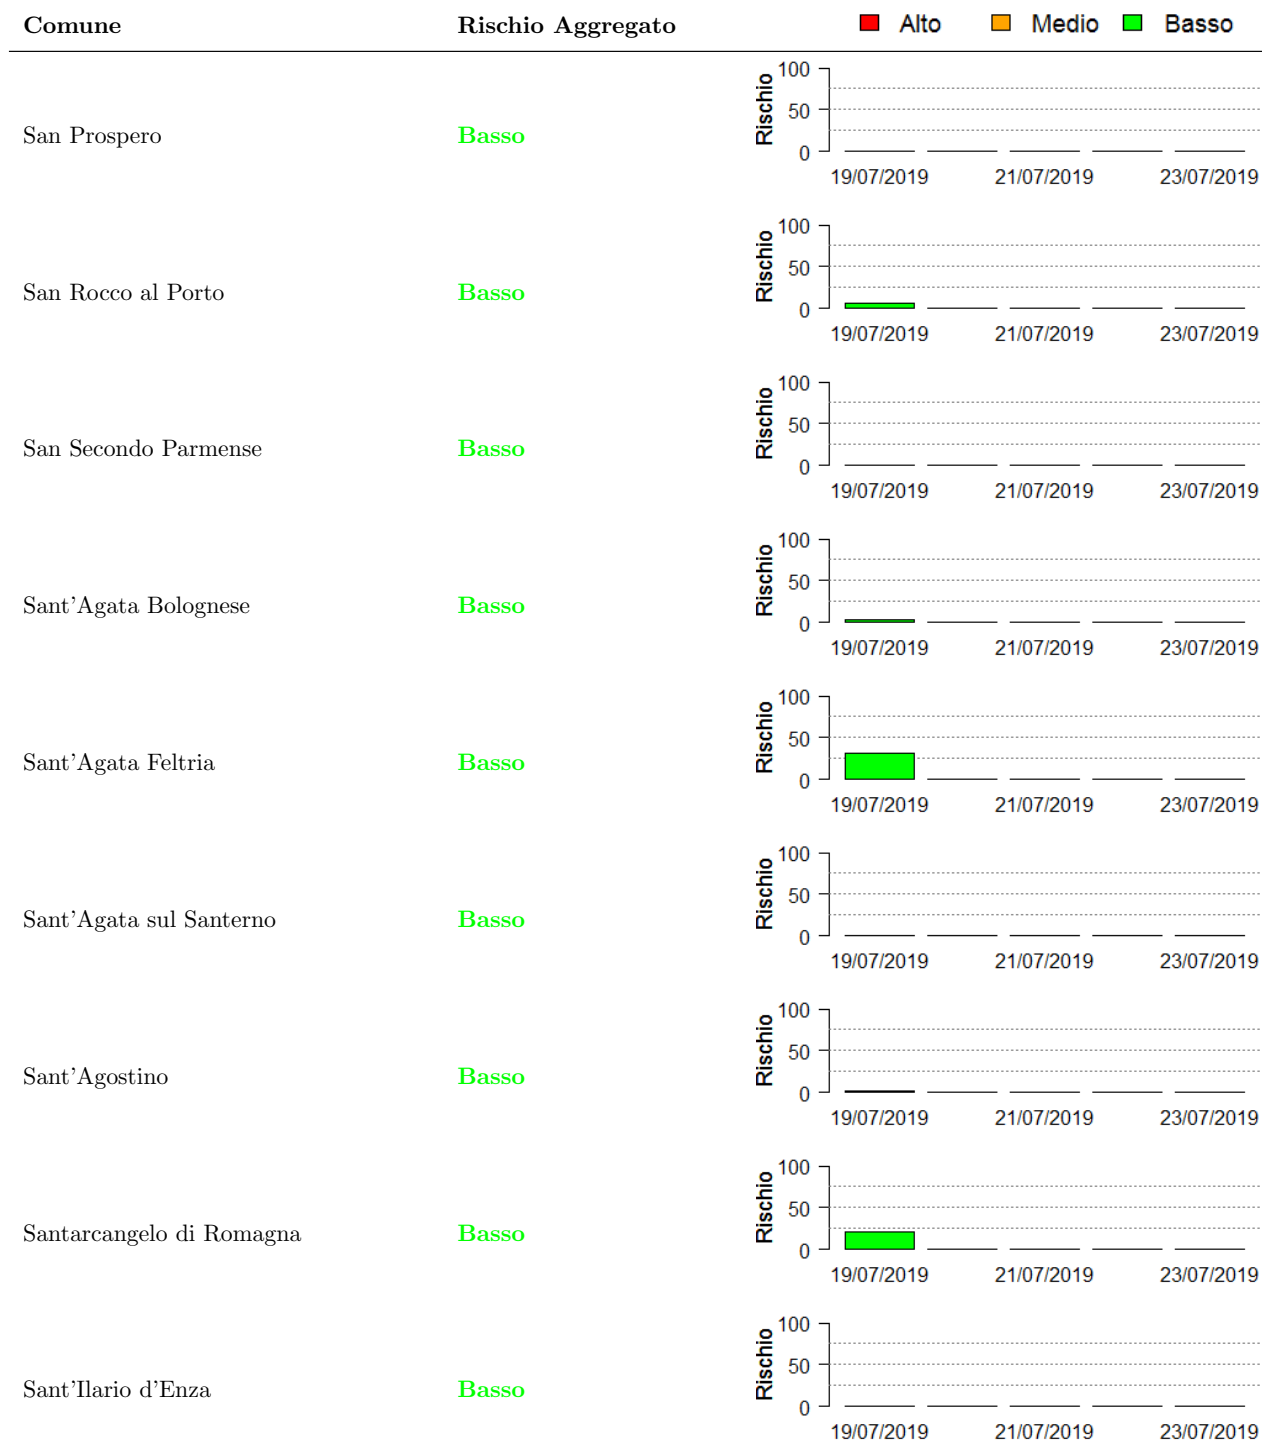 Comune Rischio Aggregato Alto Medio Basso
San Prospero Basso Rischio 100 50 0
19/07/2019 21/07/2019 23/07/2019
San Rocco al Porto Basso Rischio 100 50 0
19/07/2019 21/07/2019 23/07/2019
San Secondo Parmense Basso Rischio 100 50 0
19/07/2019 21/07/2019 23/07/2019
Sant'Agata Bolognese Basso Rischio 100 50 0
19/07/2019 21/07/2019 23/07/2019
Sant'Agata Feltria Basso Rischio 100 50 0
19/07/2019 21/07/2019 23/07/2019
Sant'Agata sul Santerno Basso Rischio 100 50 0
19/07/2019 21/07/2019 23/07/2019
Sant'Agostino Basso Rischio 100 50 0
19/07/2019 21/07/2019 23/07/2019
Santarcangelo di Romagna Basso Rischio 100 50 0
19/07/2019 21/07/2019 23/07/2019
Sant'Ilario d'Enza Basso Rischio 100 50 0
19/07/2019 21/07/2019 23/07/2019